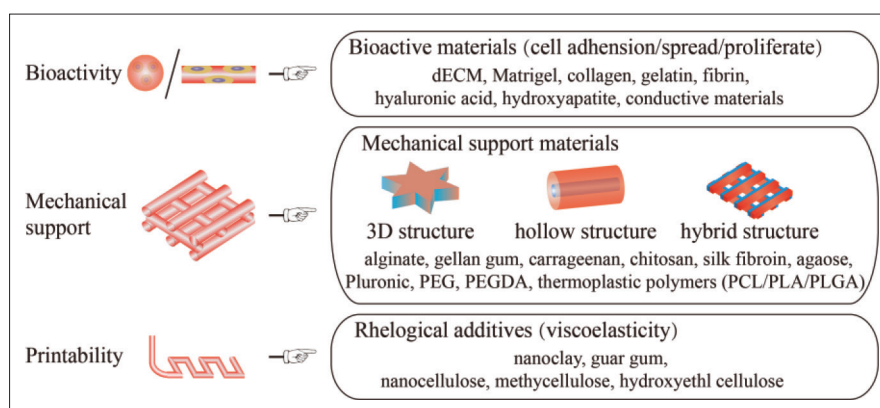 Bioactivity
Bioactive materials (cell adhension/spread/proliferate)
dECM, Matrigel, collagen, gelatin, fibrin,
hyaluronic acid, hydroxyapatite, conductive materials
Mechanical
support
Mechanical support materials
3D structure
hollow structure
hybrid structure
alginate, gellan gum, carrageenan, chitosan, silk fibroin, agaose,
Pluronic, PEG, PEGDA, thermoplastic polymers (PCL/PLA/PLGA)
Printability
Rhelogical additives (viscoelasticity)
nanoclay, guar gum,
nanocellulose, methycellulose, hydroxyethl cellulose